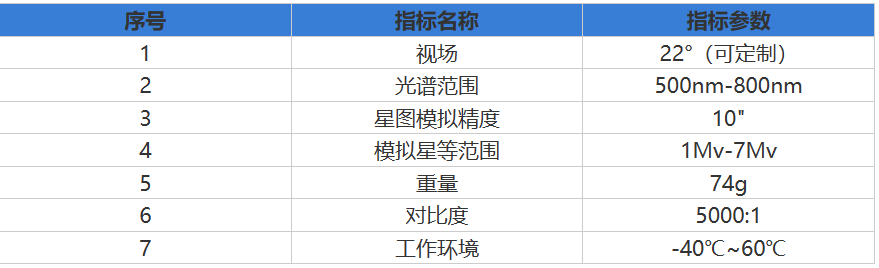 序号 指标名称 指标参数
1 视场 22°（可定制）
2 光谱范围 500nm-800nm
3 星图模拟精度 10"
4 模拟星等范围 1Mv-7Mv
5 重量 74g
6 对比度 5000:1
7 工作环境 -40℃~60℃